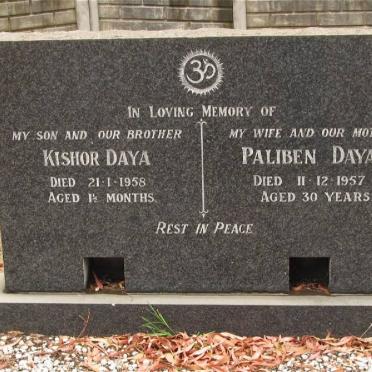 ॐ
IN LOVING MEMORY OF
MY SON AND OUR BROTHER
KISHOR DAYA
DIED 21-1-1958
AGED 1½ MONTHS
MY WIFE AND OUR MO
PALIBEN DAYA
DIED 11-12-1957
AGED 30 YEARS
REST IN PEACE